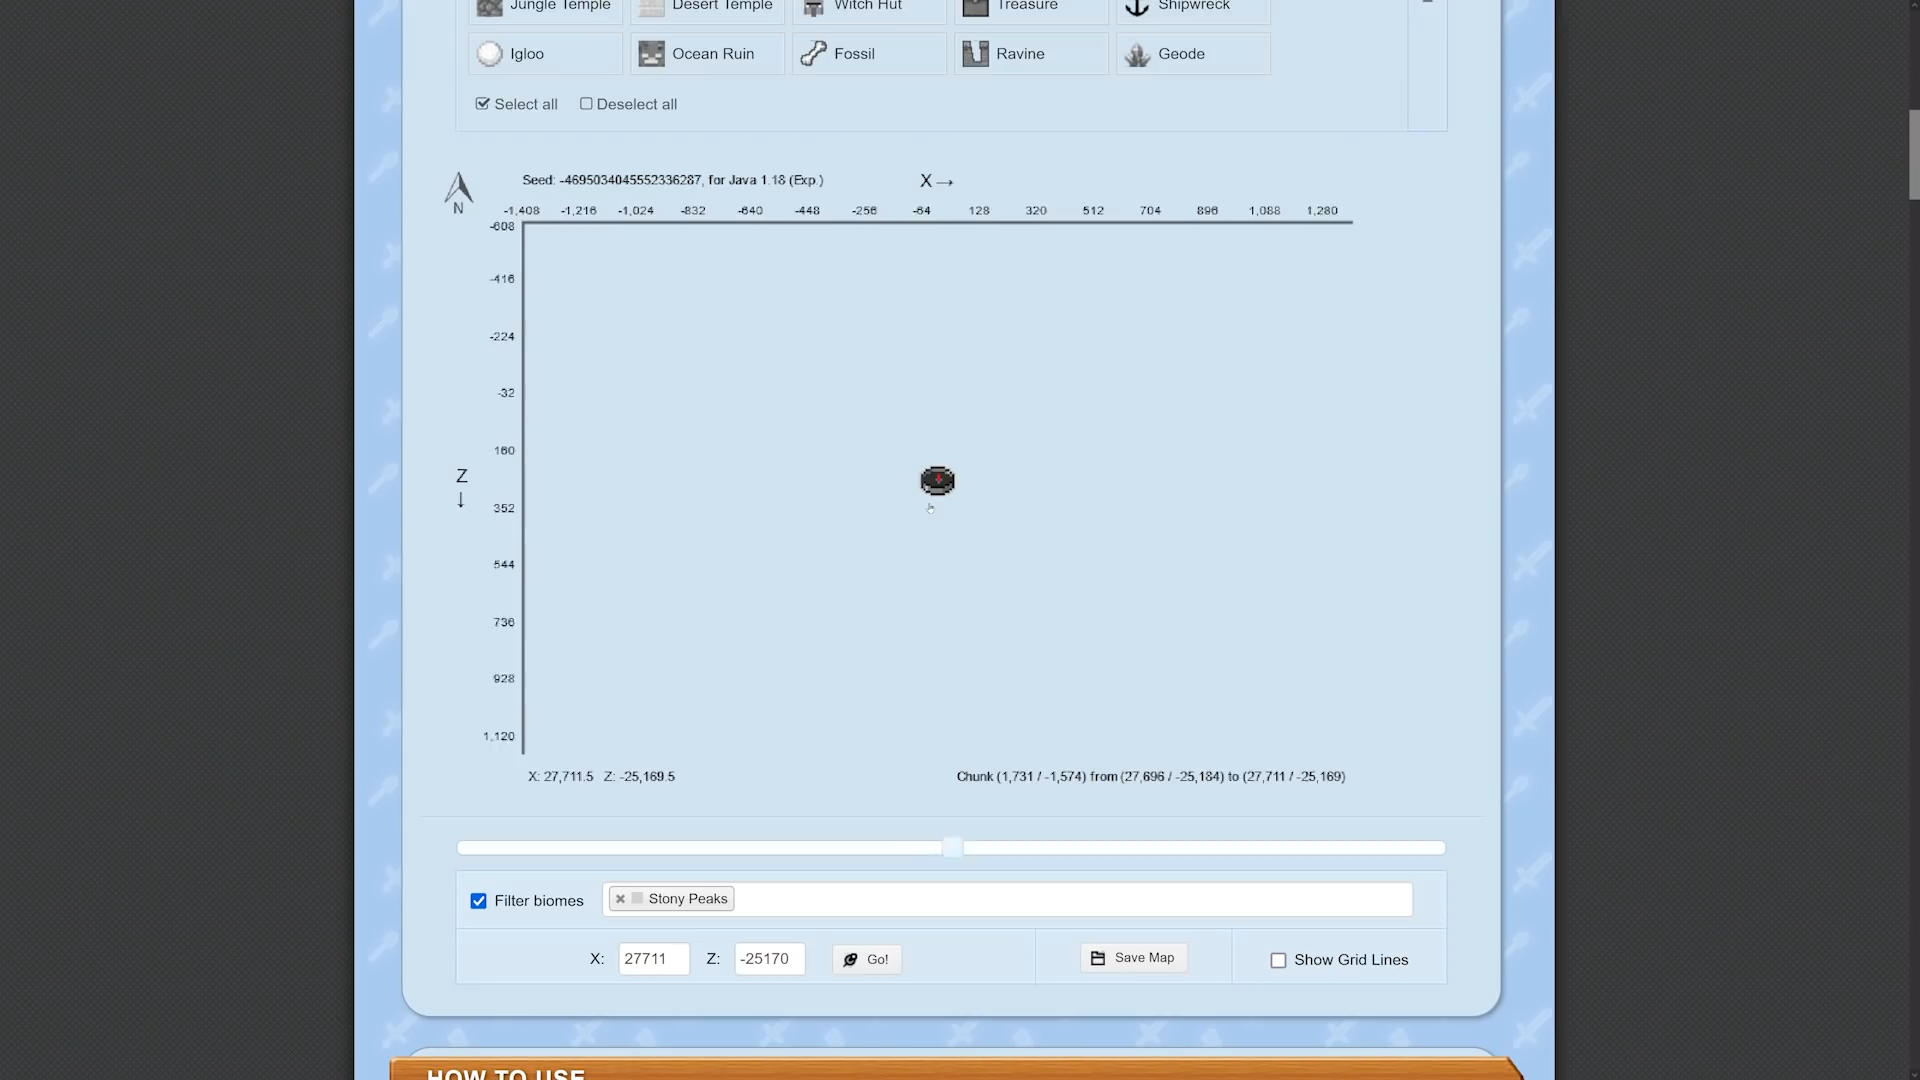 Jungle Temple Desert Temple Witch Hut Treasure Shipwreck
Igloo Ocean Ruin Fossil Ravine Geode
Select all Deselect all
Seed: -4695034045552336287, for Java 1.18 (Exp.) X→
N
-1,408 -1,216 -1,024 -832 -640 -448 -256 -64 128 320 512 704 896 1,088 1,280
-608
-416
-224
-32
160
Z
↓
352
544
736
928
1,120
X: 27,711.5 Z: -25,169.5 Chunk (1,731 / -1,574) from (27,696 / -25,184) to (27,711 / -25,169)
Filter biomes Stony Peaks
X: 27711 Z: -25170 Go! Save Map Show Grid Lines
HOW TO USE